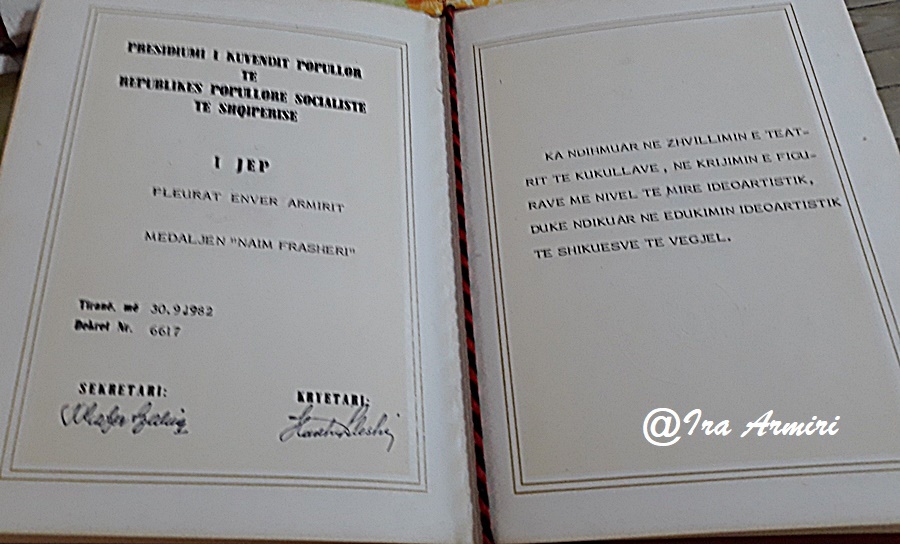 PRESIDIUMI I KUVENDIT POPULLOR
TE
REPUBLIKES POPULLORE SOCIALISTE
TE SHQIPERISE
I JEP
FLEURAT ENVER ARMIRIT
MEDALJEN "NAIM FRASHERI"
Tiranë, më 30.9.1982
Dekret Nr. 6617
SEKRETARI:
KRYETARI:
KA NDIHMUAR NE ZHVILLIMIN E TEAT-
RIT TE KUKULLAVE, NE KRIJIMIN E FIGU-
RAVE ME NIVEL TE MIRE IDEOARTISTIK,
DUKE NDIKUAR NE EDUKIMIN IDEOARTISTIK
TE SHIKUESVE TE VEGJEL.
@Ira Armiri